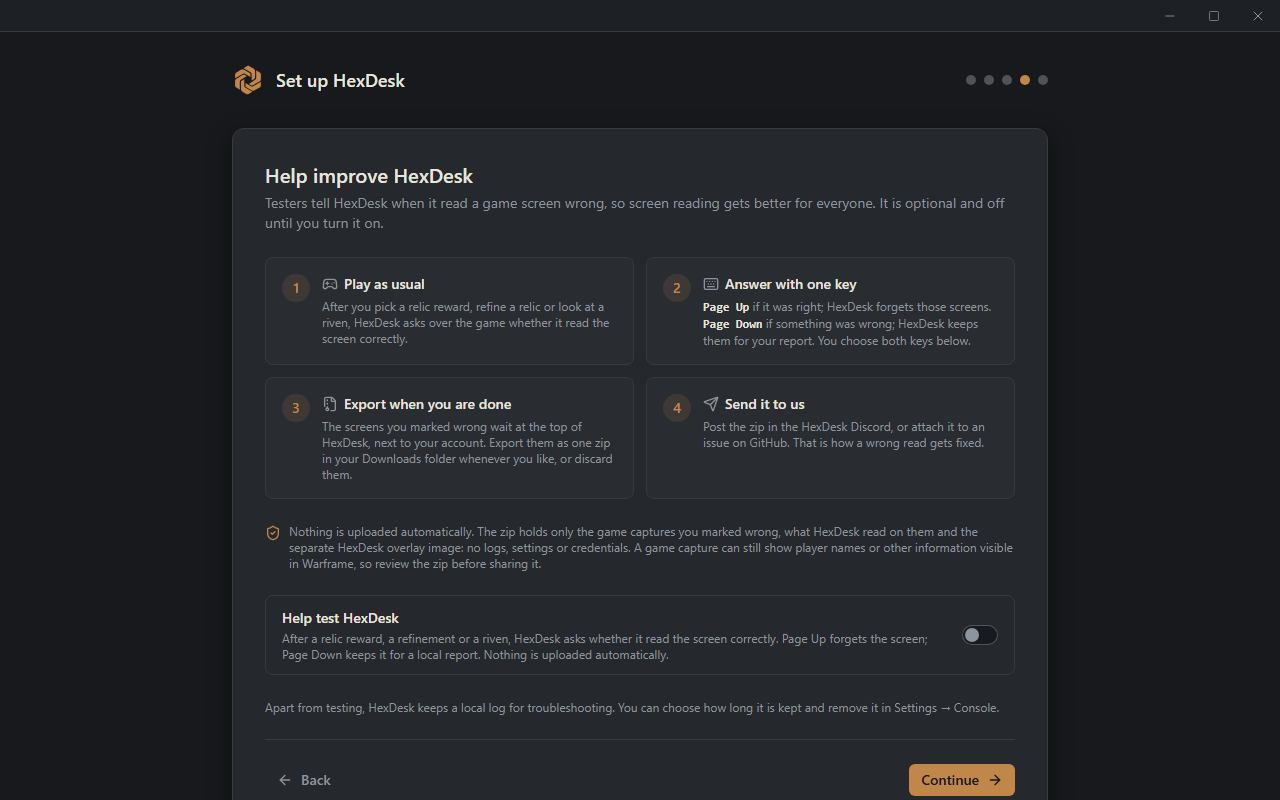 Set up HexDesk
Help improve HexDesk
Testers tell HexDesk when it read a game screen wrong, so screen reading gets better for everyone. It is optional and off
until you turn it on.
1
Play as usual
After you pick a relic reward, refine a relic or look at a
riven, HexDesk asks over the game whether it read the
screen correctly.
2
Answer with one key
Page Up if it was right; HexDesk forgets those screens.
Page Down if something was wrong; HexDesk keeps
them for your report. You choose both keys below.
3
Export when you are done
The screens you marked wrong wait at the top of
HexDesk, next to your account. Export them as one zip
in your Downloads folder whenever you like, or discard
them.
4
Send it to us
Post the zip in the HexDesk Discord, or attach it to an
issue on GitHub. That is how a wrong read gets fixed.
Nothing is uploaded automatically. The zip holds only the game captures you marked wrong, what HexDesk read on them and the
separate HexDesk overlay image: no logs, settings or credentials. A game capture can still show player names or other information visible
in Warframe, so review the zip before sharing it.
Help test HexDesk
After a relic reward, a refinement or a riven, HexDesk asks whether it read the screen correctly. Page Up forgets the screen;
Page Down keeps it for a local report. Nothing is uploaded automatically.
Apart from testing, HexDesk keeps a local log for troubleshooting. You can choose how long it is kept and remove it in Settings → Console.
← Back
Continue →